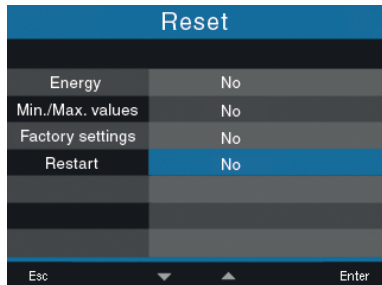 Reset
Energy No
Min./Max. values No
Factory settings No
Restart No
Esc Enter